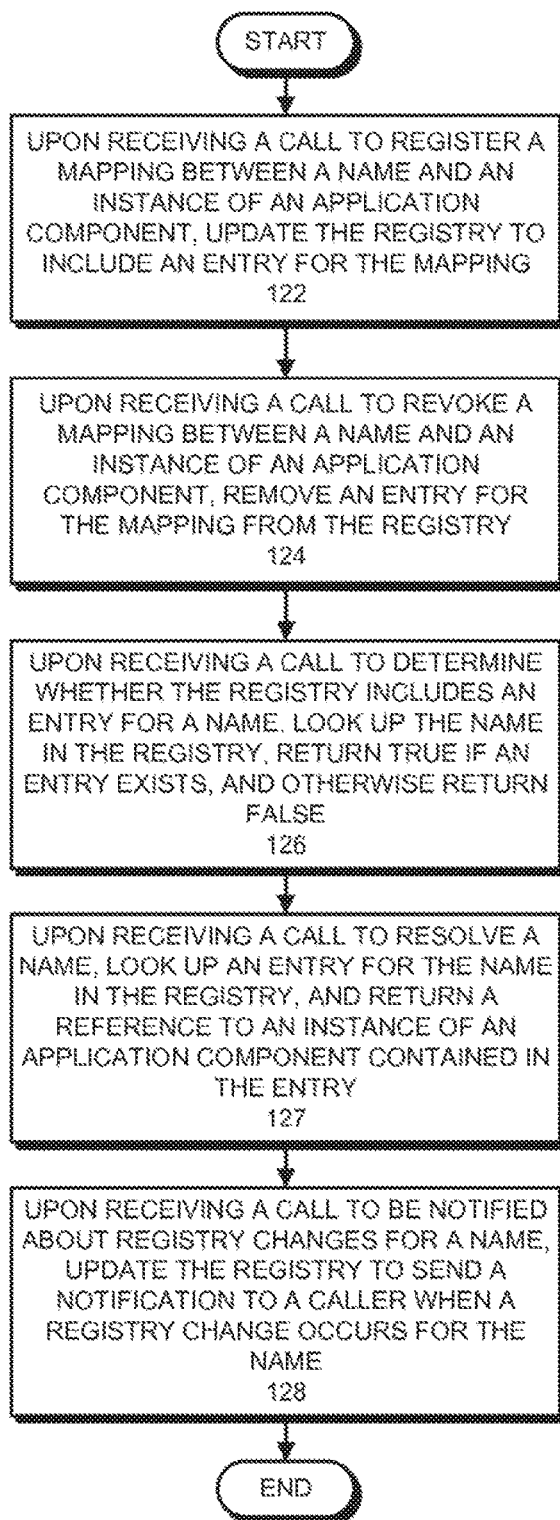 START
UPON RECEIVING A CALL TO REGISTER A
MAPPING BETWEEN A NAME AND AN
INSTANCE OF AN APPLICATION
COMPONENT, UPDATE THE REGISTRY TO
INCLUDE AN ENTRY FOR THE MAPPING
122
UPON RECEIVING A CALL TO REVOKE A
MAPPING BETWEEN A NAME AND AN
INSTANCE OF AN APPLICATION
COMPONENT, REMOVE AN ENTRY FOR
THE MAPPING FROM THE REGISTRY
124
UPON RECEIVING A CALL TO DETERMINE
WHETHER THE REGISTRY INCLUDES AN
ENTRY FOR A NAME, LOOK UP THE NAME
IN THE REGISTRY, RETURN TRUE IF AN
ENTRY EXISTS, AND OTHERWISE RETURN
FALSE
126
UPON RECEIVING A CALL TO RESOLVE A
NAME, LOOK UP AN ENTRY FOR THE NAME
IN THE REGISTRY, AND RETURN A
REFERENCE TO AN INSTANCE OF AN
APPLICATION COMPONENT CONTAINED IN
THE ENTRY
127
UPON RECEIVING A CALL TO BE NOTIFIED
ABOUT REGISTRY CHANGES FOR A NAME,
UPDATE THE REGISTRY TO SEND A
NOTIFICATION TO A CALLER WHEN A
REGISTRY CHANGE OCCURS FOR THE
NAME
128
END